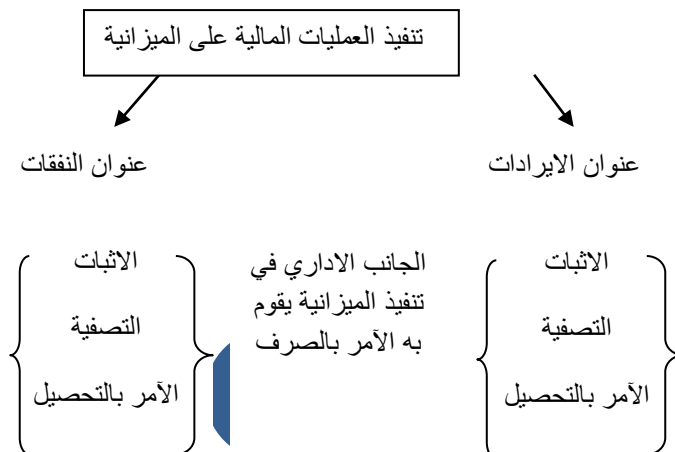 تنفيذ العمليات المالية على الميزانية
عنوان الايرادات
عنوان النفقات
الاثبات
التصفية
الآمر بالتحصيل
الجانب الاداري في
تنفيذ الميزانية يقوم
به الآمر بالصرف
الاثبات
التصفية
الآمر بالتحصيل